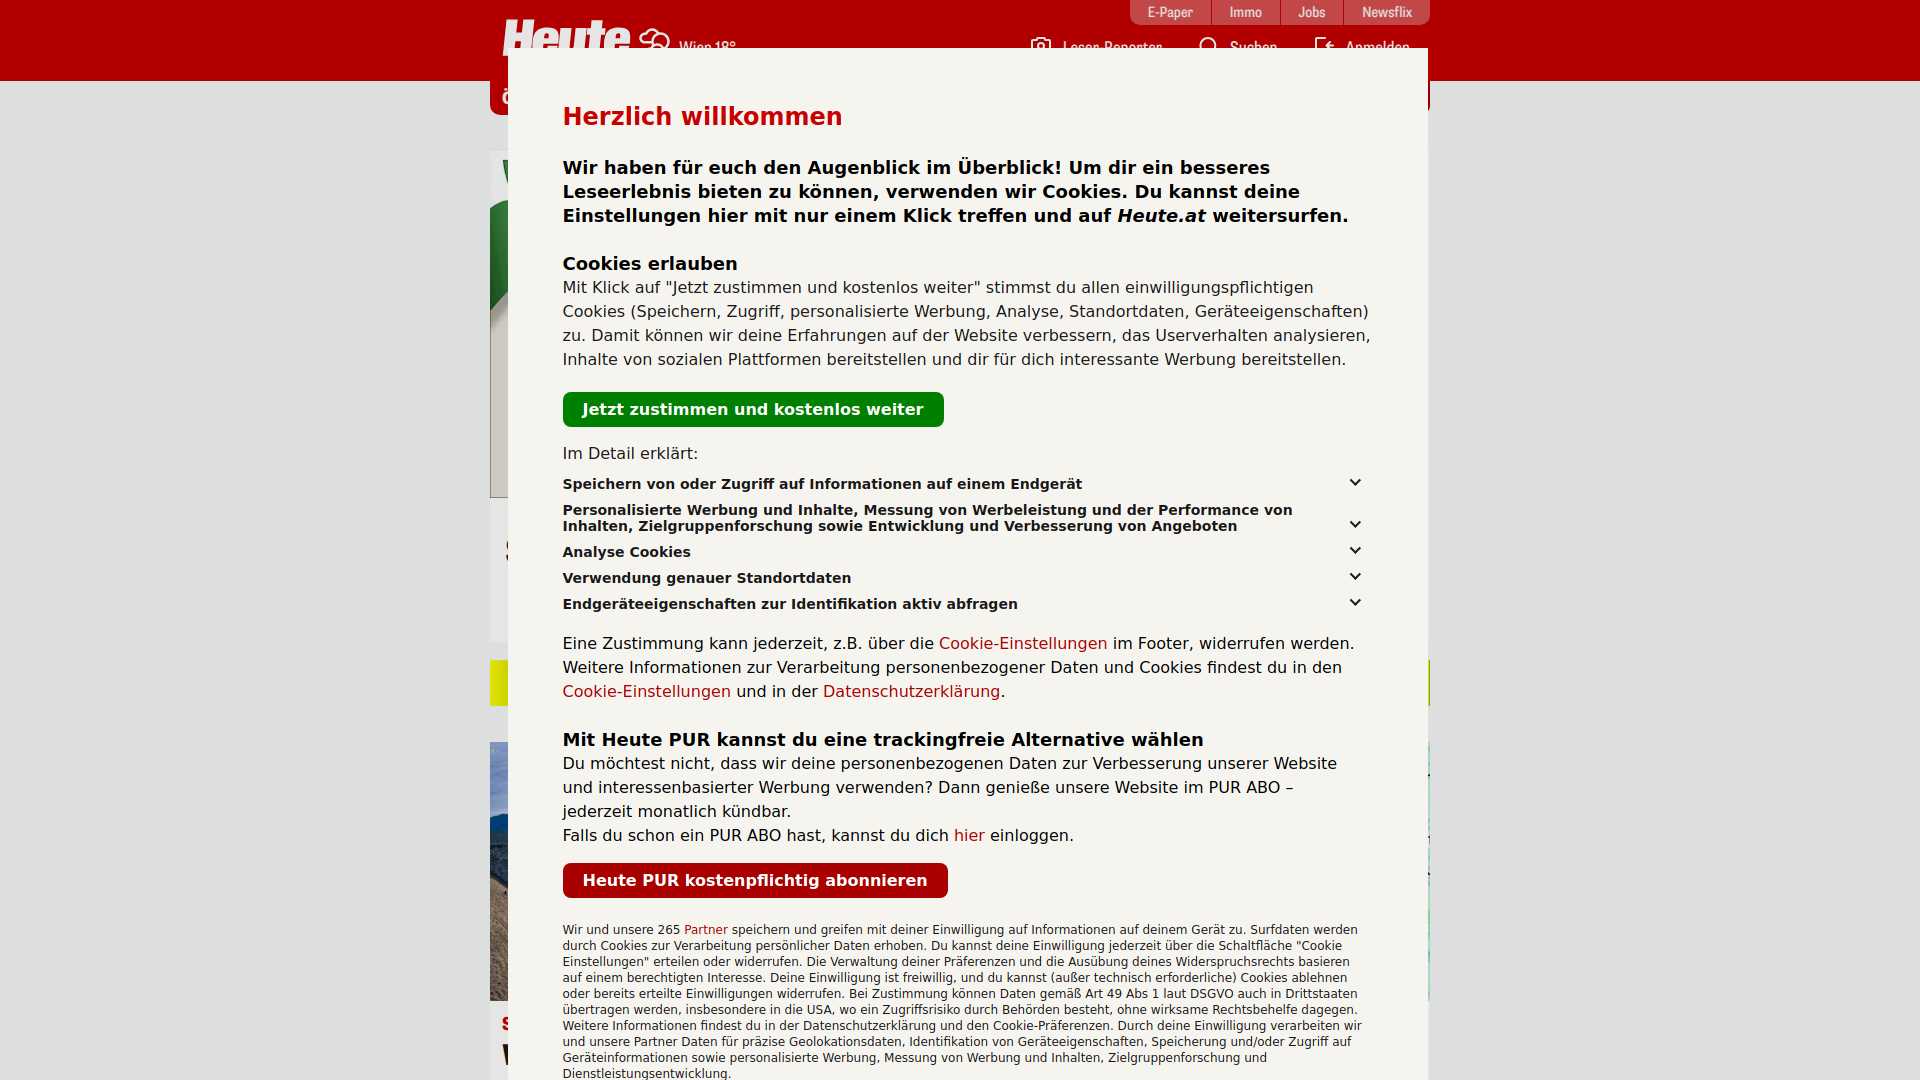 E-Paper
Immo
Jobs
Newsflix
Heute
Wien 18°
Leser-Reporter
Suchen
Anmelden
Herzlich willkommen
Wir haben für euch den Augenblick im Überblick! Um dir ein besseres
Leseerlebnis bieten zu können, verwenden wir Cookies. Du kannst deine
Einstellungen hier mit nur einem Klick treffen und auf Heute.at weitersurfen.
Cookies erlauben
Mit Klick auf "Jetzt zustimmen und kostenlos weiter" stimmst du allen einwilligungspflichtigen
Cookies (Speichern, Zugriff, personalisierte Werbung, Analyse, Standortdaten, Geräteeigenschaften)
zu. Damit können wir deine Erfahrungen auf der Website verbessern, das Userverhalten analysieren,
Inhalte von sozialen Plattformen bereitstellen und dir für dich interessante Werbung bereitstellen.
Jetzt zustimmen und kostenlos weiter
Im Detail erklärt:
Speichern von oder Zugriff auf Informationen auf einem Endgerät
Personalisierte Werbung und Inhalte, Messung von Werbeleistung und der Performance von
Inhalten, Zielgruppenforschung sowie Entwicklung und Verbesserung von Angeboten
Analyse Cookies
Verwendung genauer Standortdaten
Endgeräteeigenschaften zur Identifikation aktiv abfragen
Eine Zustimmung kann jederzeit, z.B. über die Cookie-Einstellungen im Footer, widerrufen werden.
Weitere Informationen zur Verarbeitung personenbezogener Daten und Cookies findest du in den
Cookie-Einstellungen und in der Datenschutzerklärung.
Mit Heute PUR kannst du eine trackingfreie Alternative wählen
Du möchtest nicht, dass wir deine personenbezogenen Daten zur Verbesserung unserer Website
und interessenbasierter Werbung verwenden? Dann genieße unsere Website im PUR ABO –
jederzeit monatlich kündbar.
Falls du schon ein PUR ABO hast, kannst du dich hier einloggen.
Heute PUR kostenpflichtig abonnieren
Wir und unsere 265 Partner speichern und greifen mit deiner Einwilligung auf Informationen auf deinem Gerät zu. Surfdaten werden
durch Cookies zur Verarbeitung persönlicher Daten erhoben. Du kannst deine Einwilligung jederzeit über die Schaltfläche "Cookie
Einstellungen" erteilen oder widerrufen. Die Verwaltung deiner Präferenzen und die Ausübung deines Widerspruchsrechts basieren
auf einem berechtigten Interesse. Deine Einwilligung ist freiwillig, und du kannst (außer technisch erforderliche) Cookies ablehnen
oder bereits erteilte Einwilligungen widerrufen. Bei Zustimmung können Daten gemäß Art 49 Abs 1 laut DSGVO auch in Drittstaaten
übertragen werden, insbesondere in die USA, wo ein Zugriffsrisiko durch Behörden besteht, ohne wirksame Rechtsbehelfe dagegen.
Weitere Informationen findest du in der Datenschutzerklärung und den Cookie-Präferenzen. Durch deine Einwilligung verarbeiten wir
und unsere Partner Daten für präzise Geolokationsdaten, Identifikation von Geräteeigenschaften, Speicherung und/oder Zugriff auf
Geräteinformationen sowie personalisierte Werbung, Messung von Werbung und Inhalten, Zielgruppenforschung und
Dienstleistungsentwicklung.